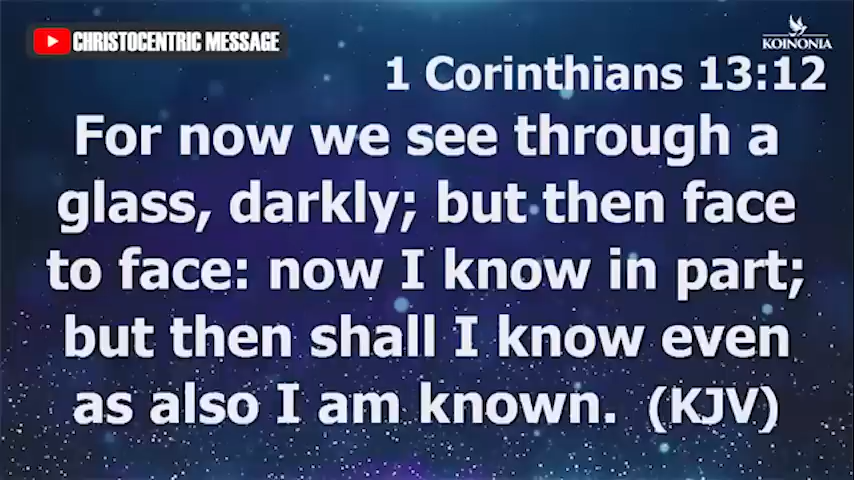 CHRISTOCENTRIC MESSAGE
KOINONIA
1 Corinthians 13:12
For now we see through a
glass, darkly; but then face
to face: now I know in part;
but then shall I know even
as also I am known. (KJV)